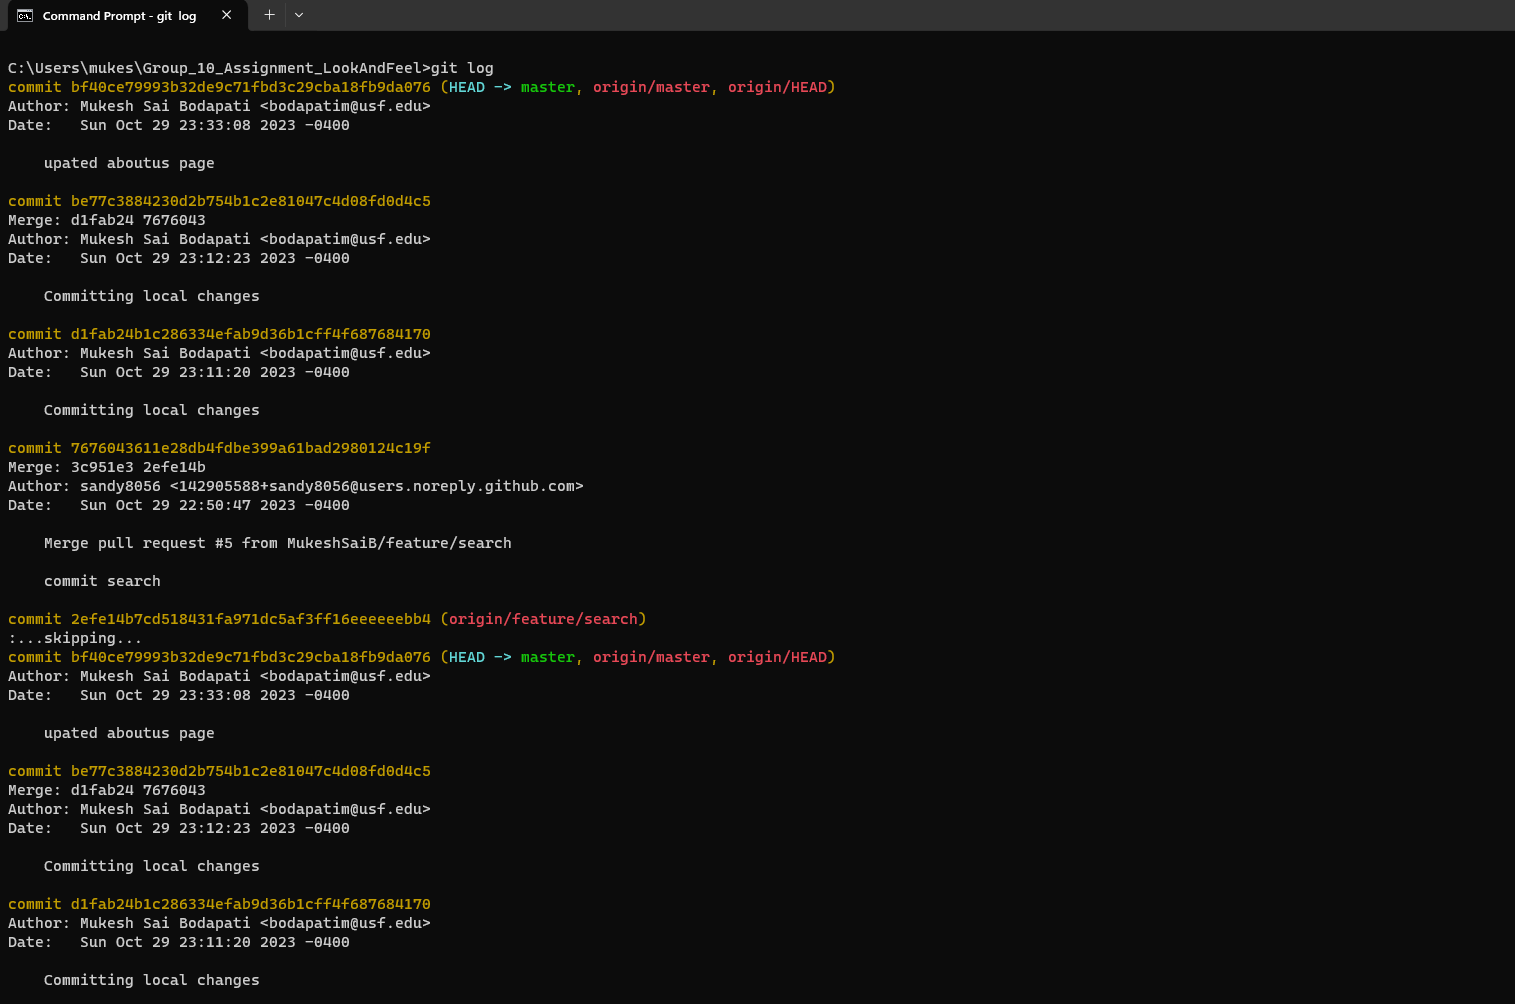 Command Prompt - git  log
C:\Users\mukes\Group_10_Assignment_LookAndFeel>git log
commit bf40ce79993b32de9c71fbd3c29cba18fb9da076 (HEAD -> master, origin/master, origin/HEAD)
Author: Mukesh Sai Bodapati <bodapatim@usf.edu>
Date:   Sun Oct 29 23:33:08 2023 -0400
    upated aboutus page
commit be77c3884230d2b754b1c2e81047c4d08fd0d4c5
Merge: d1fab24 7676043
Author: Mukesh Sai Bodapati <bodapatim@usf.edu>
Date:   Sun Oct 29 23:12:23 2023 -0400
    Committing local changes
commit d1fab24b1c286334efab9d36b1cff4f687684170
Author: Mukesh Sai Bodapati <bodapatim@usf.edu>
Date:   Sun Oct 29 23:11:20 2023 -0400
    Committing local changes
commit 7676043611e28db4fdbe399a61bad2980124c19f
Merge: 3c951e3 2efe14b
Author: sandy8056 <142905588+sandy8056@users.noreply.github.com>
Date:   Sun Oct 29 22:50:47 2023 -0400
    Merge pull request #5 from MukeshSaiB/feature/search
    commit search
commit 2efe14b7cd518431fa971dc5af3ff16eeeeeebb4 (origin/feature/search)
:...skipping...
commit bf40ce79993b32de9c71fbd3c29cba18fb9da076 (HEAD -> master, origin/master, origin/HEAD)
Author: Mukesh Sai Bodapati <bodapatim@usf.edu>
Date:   Sun Oct 29 23:33:08 2023 -0400
    upated aboutus page
commit be77c3884230d2b754b1c2e81047c4d08fd0d4c5
Merge: d1fab24 7676043
Author: Mukesh Sai Bodapati <bodapatim@usf.edu>
Date:   Sun Oct 29 23:12:23 2023 -0400
    Committing local changes
commit d1fab24b1c286334efab9d36b1cff4f687684170
Author: Mukesh Sai Bodapati <bodapatim@usf.edu>
Date:   Sun Oct 29 23:11:20 2023 -0400
    Committing local changes